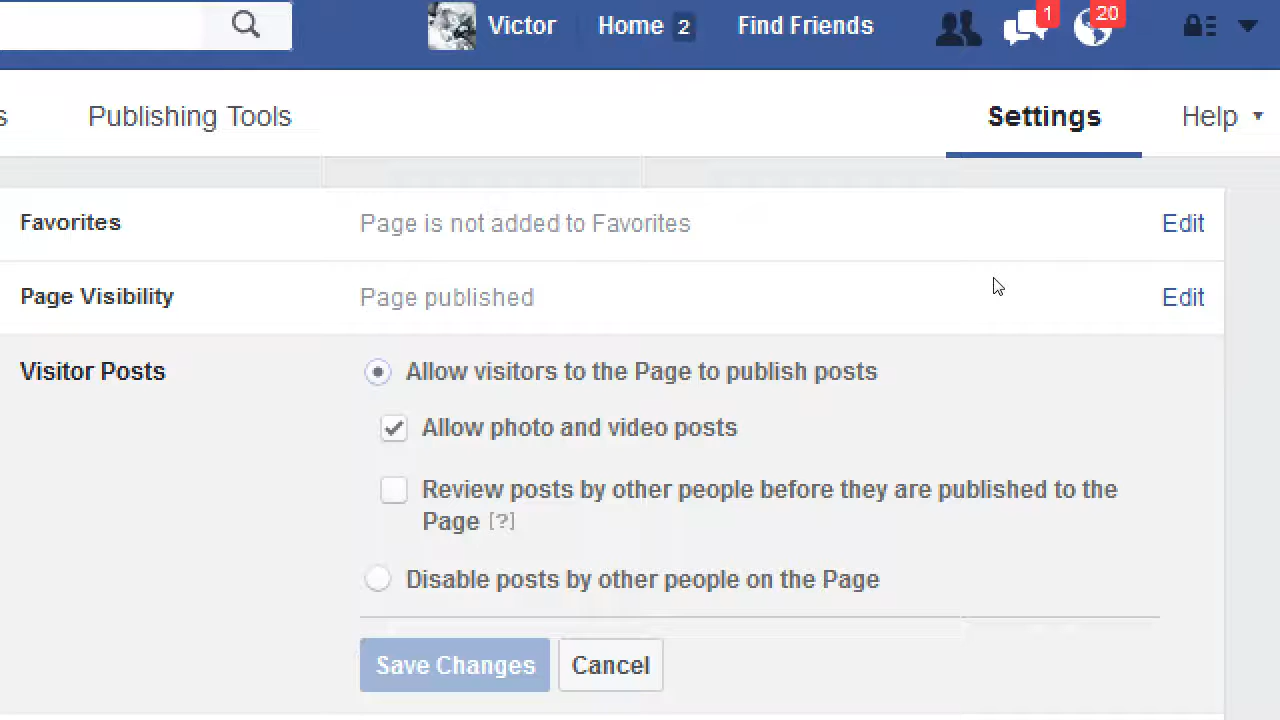 Victor Home 2 Find Friends 1 20
s Publishing Tools Settings Help
Favorites Page is not added to Favorites Edit
Page Visibility Page published Edit
Visitor Posts Allow visitors to the Page to publish posts
Allow photo and video posts
Review posts by other people before they are published to the
Page [?]
Disable posts by other people on the Page
Save Changes Cancel